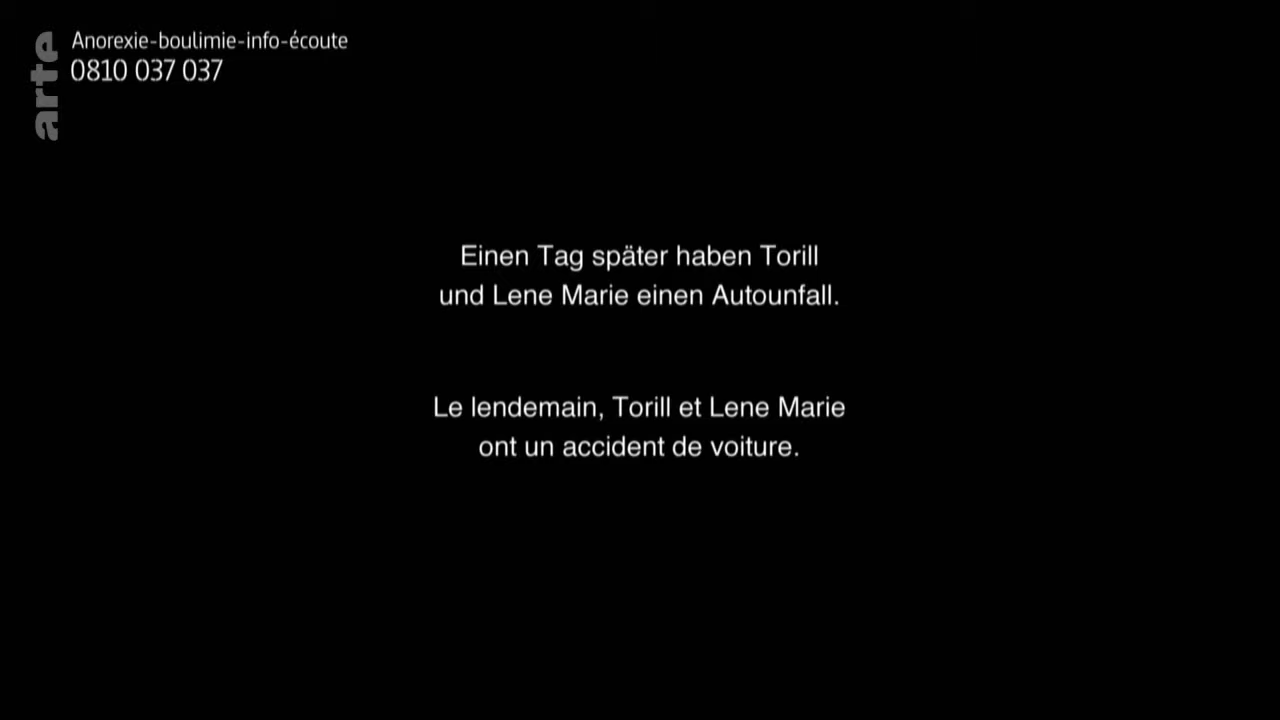 Anorexie-boulimie-info-écoute
0810 037 037
arte
Einen Tag später haben Torill
und Lene Marie einen Autounfall.
Le lendemain, Torill et Lene Marie
ont un accident de voiture.